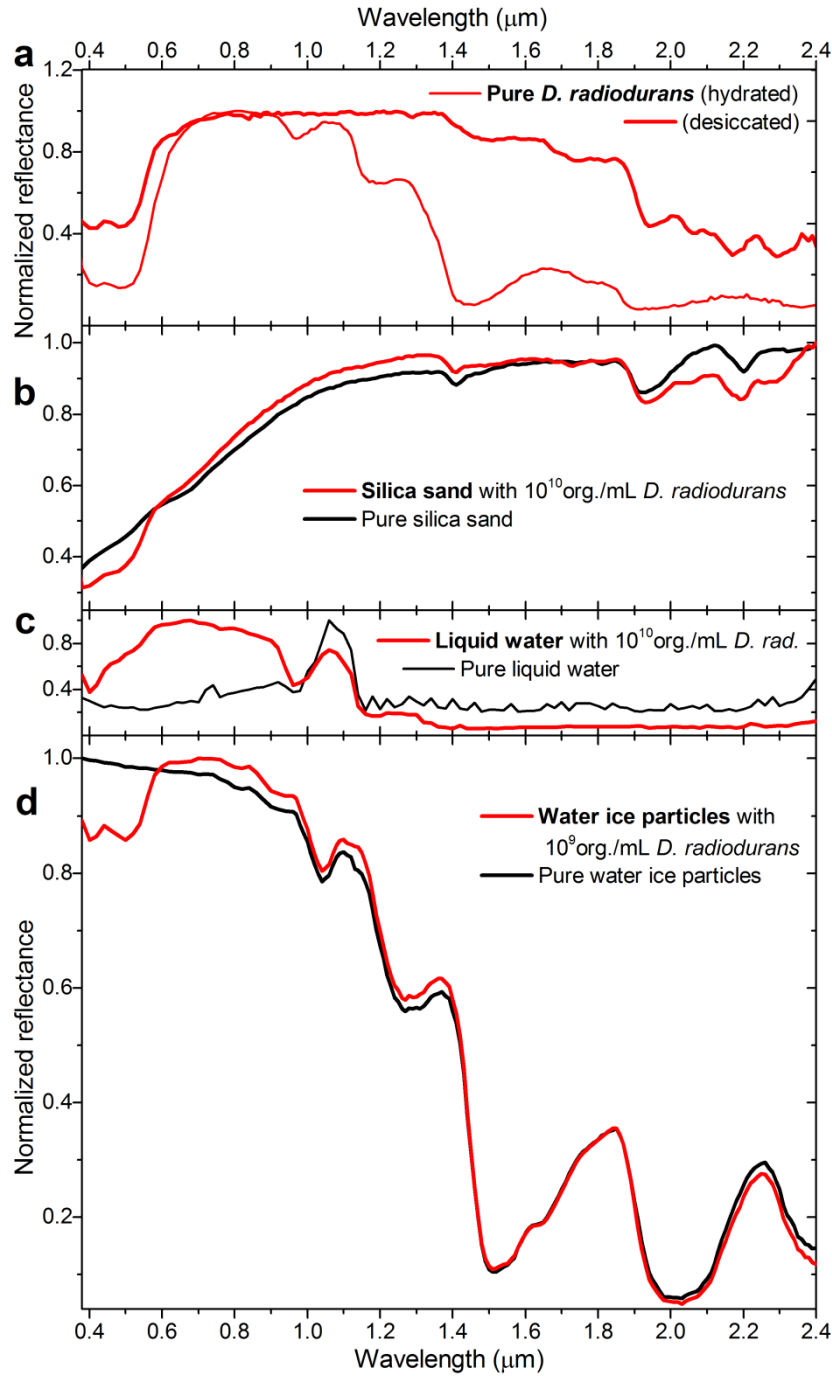 Wavelength (μm)
0.4 0.6 0.8 1.0 1.2 1.4 1.6 1.8 2.0 2.2 2.4
a
1.2
Pure D. radiodurans (hydrated)
(desiccated)
0.8
0.4
Normalized reflectance
1.0
b
0.8
0.6
Silica sand with 10¹⁰org./mL D. radiodurans
Pure silica sand
0.4
c
0.8
Liquid water with 10¹⁰org./mL D. rad.
Pure liquid water
0.4
1.0
d
Water ice particles with
10⁹org./mL D. radiodurans
Pure water ice particles
0.8
0.6
0.4
0.2
Normalized reflectance
0.4 0.6 0.8 1.0 1.2 1.4 1.6 1.8 2.0 2.2 2.4
Wavelength (μm)